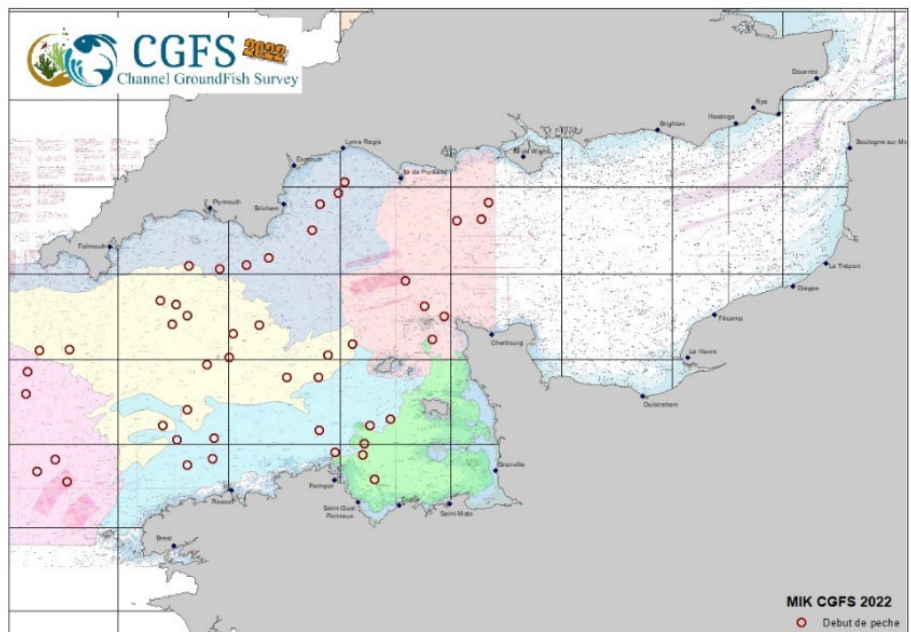 CGFS 2022
Channel GroundFish Survey
Douvres
Rye
Hastings
Brighton
Boulogne sur M
Lyme Regis
Exmouth
Ile de Wight
Ile de Portland
Plymouth
Brixham
Falmouth
Le Tréport
Dieppe
Fécamp
Cherbourg
Le Havre
Ouistreham
Granville
Paimpol
Roscoff
Saint-Quai
Portrieux
Saint-Malo
Brest
MIK CGFS 2022
Debut de peche